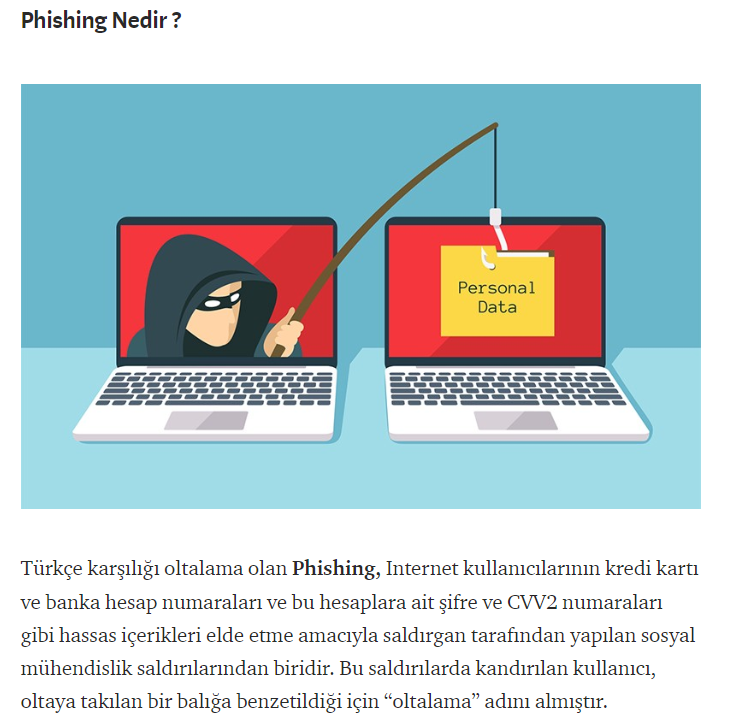 Phishing Nedir ?
Personal
Data
Türkçe karşılığı oltalama olan Phishing, Internet kullanıcılarının kredi kartı
ve banka hesap numaraları ve bu hesaplara ait şifre ve CVV2 numaraları
gibi hassas içerikleri elde etme amacıyla saldırgan tarafından yapılan sosyal
mühendislik saldırılarından biridir. Bu saldırılarda kandırılan kullanıcı,
oltaya takılan bir balığa benzetildiği için “oltalama” adını almıştır.